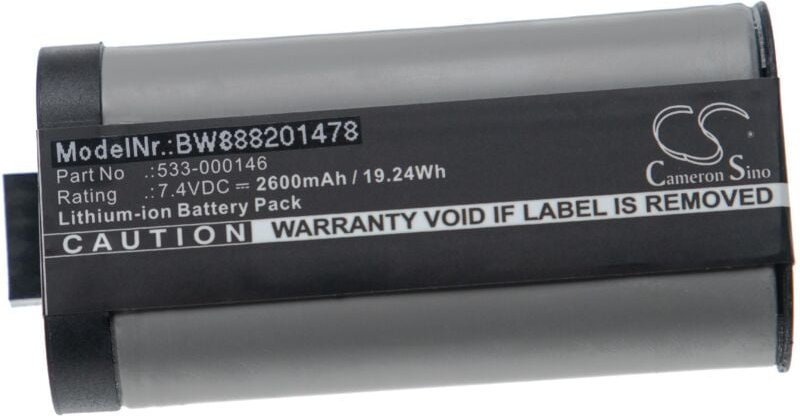 ModelNr.:BW888201478
Part No .:533-000146
Rating .:7.4VDC ⎓ 2600mAh / 19.24Wh
Lithium-ion Battery Pack
CAUTION WARRANTY VOID IF LABEL IS REMOVED
CS
Cameron Sino